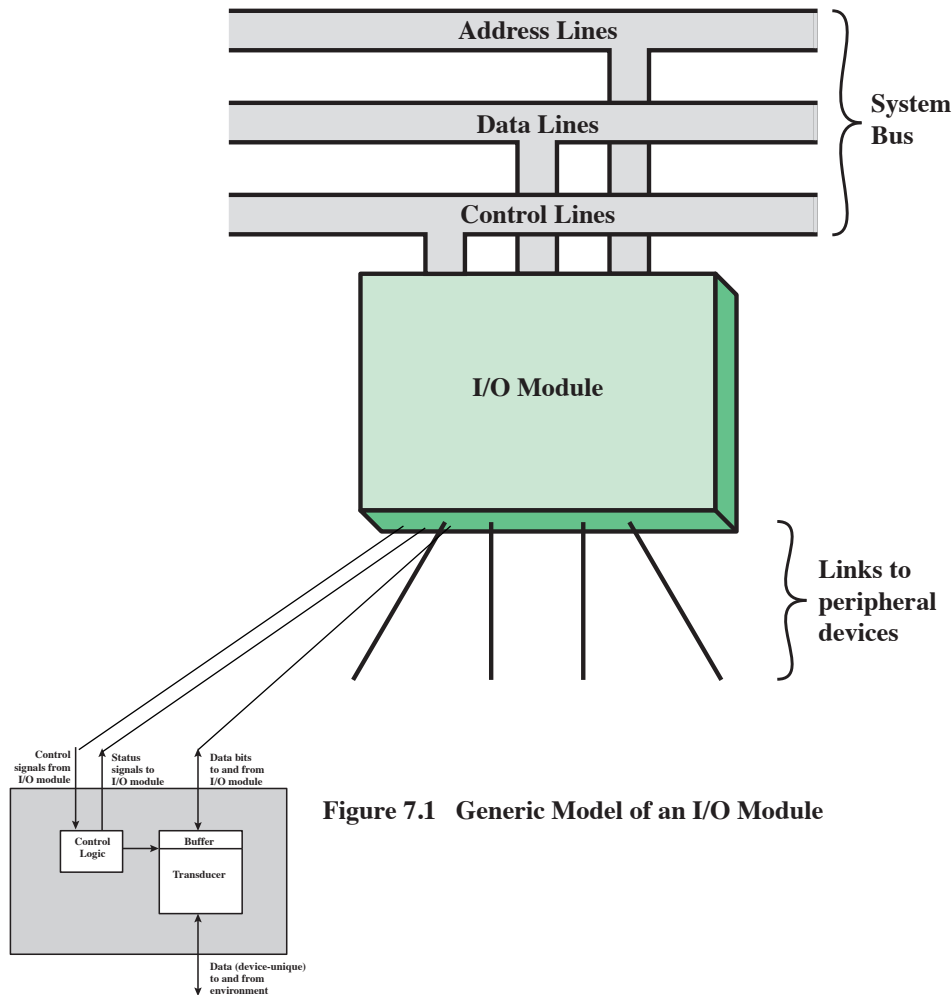 Address Lines
Data Lines
Control Lines
System
Bus
I/O Module
Links to
peripheral
devices
Control
signals from
I/O module
Status
signals to
I/O module
Data bits
to and from
I/O module
Figure 7.1 Generic Model of an I/O Module
Control
Logic
Buffer
Transducer
Data (device-unique)
to and from
environment